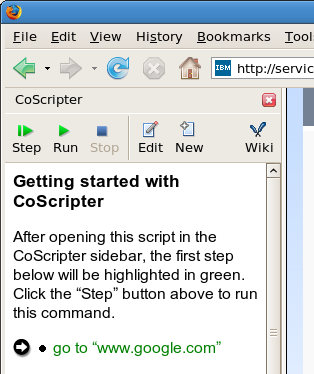 File Edit View History Bookmarks Tools
IBM http://servic
CoScripter
Step Run Stop Edit New Wiki
Getting started with
CoScripter
After opening this script in the
CoScripter sidebar, the first step
below will be highlighted in green.
Click the “Step” button above to run
this command.
• go to “www.google.com”